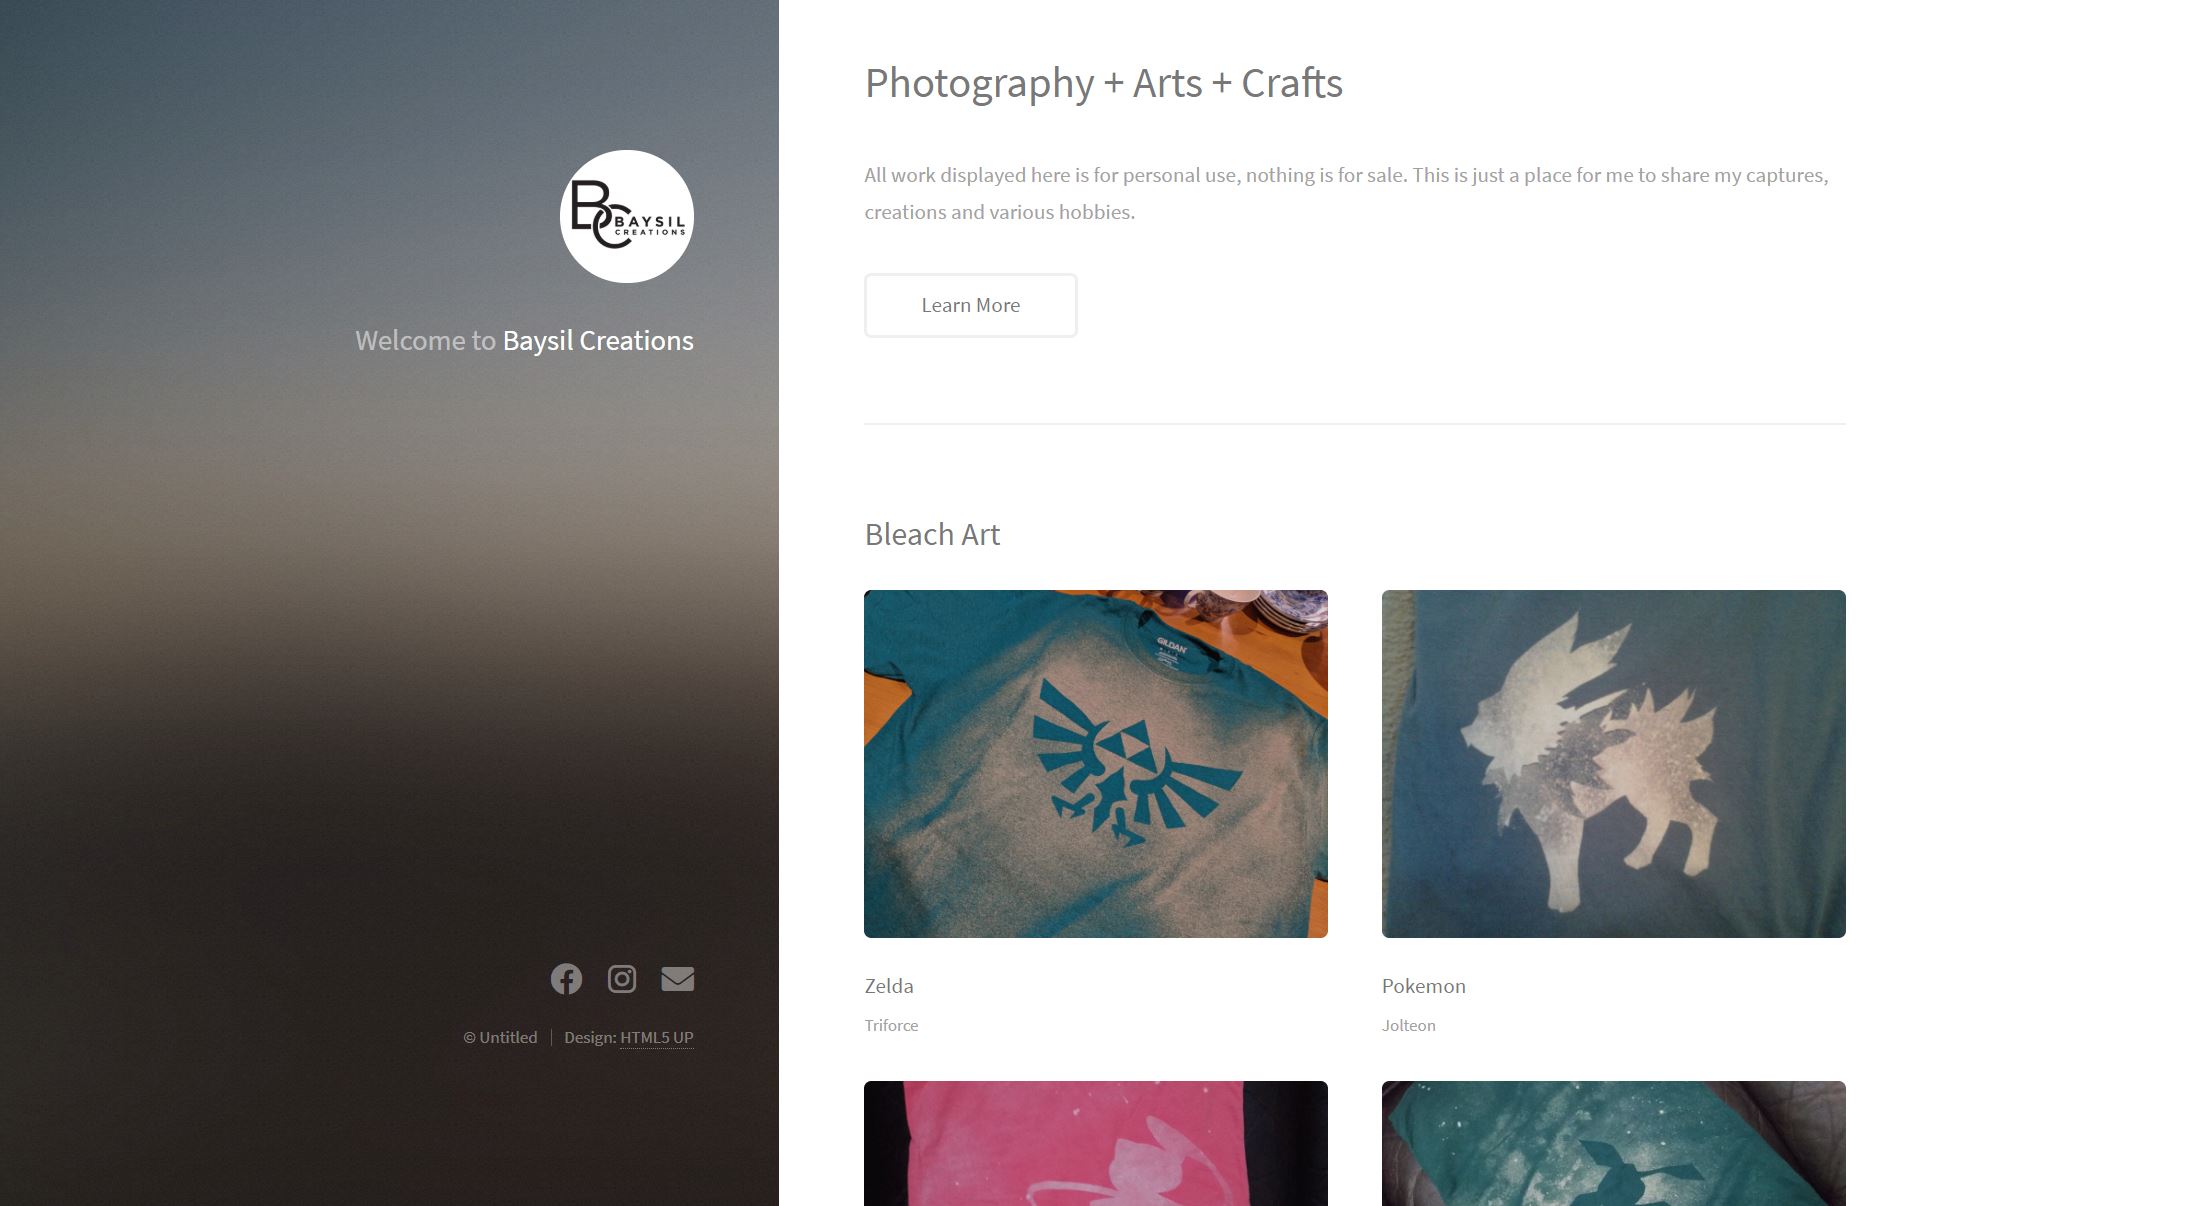 BC BAYSIL
CREATIONS
Welcome to Baysil Creations
© Untitled | Design: HTML5 UP
Photography + Arts + Crafts
All work displayed here is for personal use, nothing is for sale. This is just a place for me to share my captures,
creations and various hobbies.
Learn More
Bleach Art
GILDAN
Zelda
Triforce
Pokemon
Jolteon